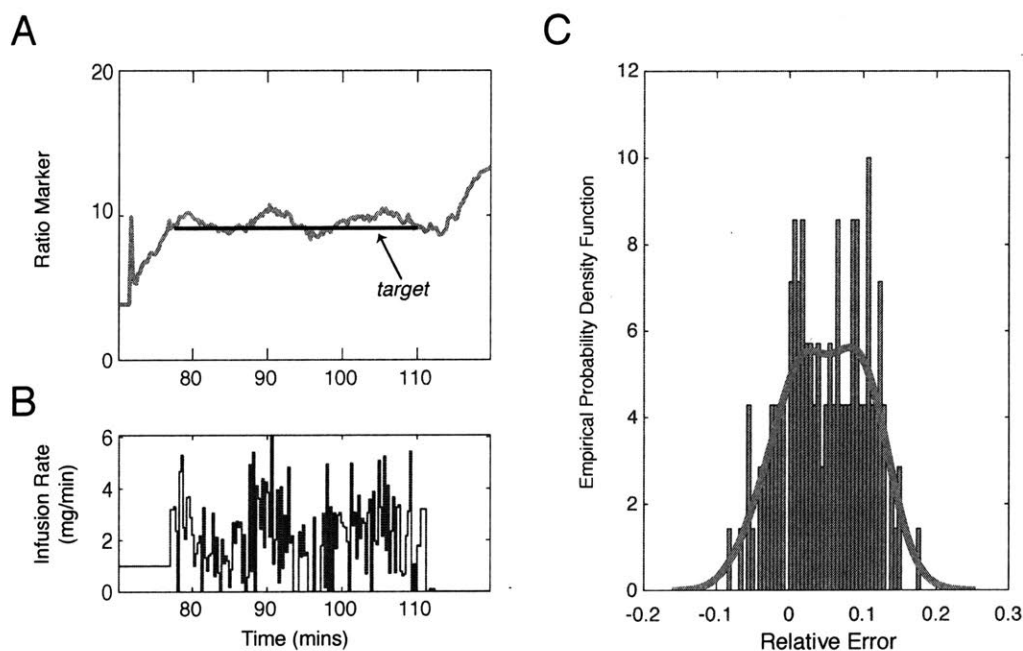 A
20
10
0
Ratio Marker
target
80
90
100
110
B
6
4
2
0
Infusion Rate
(mg/min)
80
90
100
110
Time (mins)
C
12
10
8
6
4
2
0
Empirical Probability Density Function
-0.2
-0.1
0
0.1
0.2
0.3
Relative Error